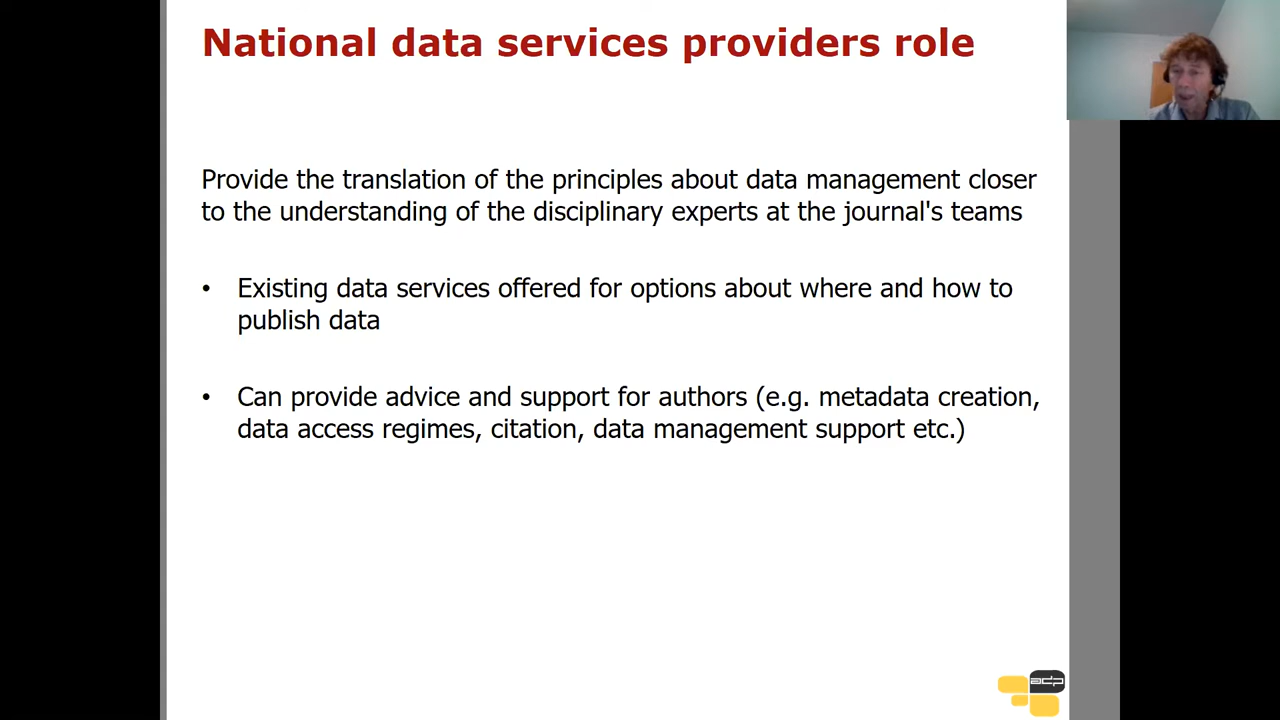 National data services providers role
Provide the translation of the principles about data management closer
to the understanding of the disciplinary experts at the journal's teams
• Existing data services offered for options about where and how to
publish data
• Can provide advice and support for authors (e.g. metadata creation,
data access regimes, citation, data management support etc.)
adp